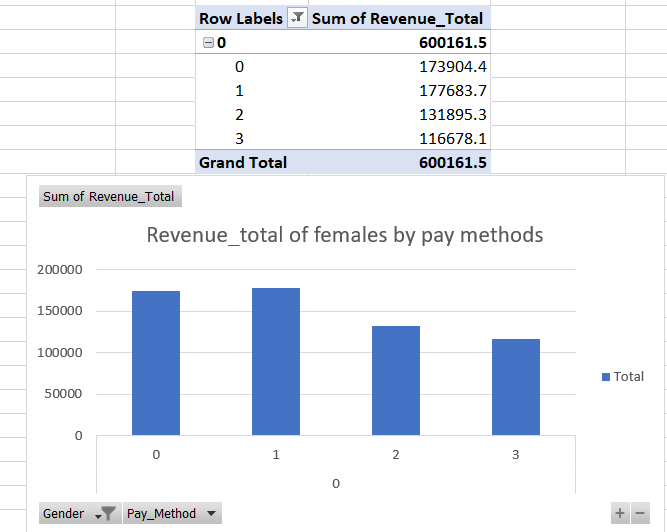 Row Labels Sum of Revenue_Total
0 600161.5
0 173904.4
1 177683.7
2 131895.3
3 116678.1
Grand Total 600161.5
Sum of Revenue_Total
Revenue_total of females by pay methods
200000
150000
100000
50000
0
Total
0 1 2 3
0
Gender Pay_Method